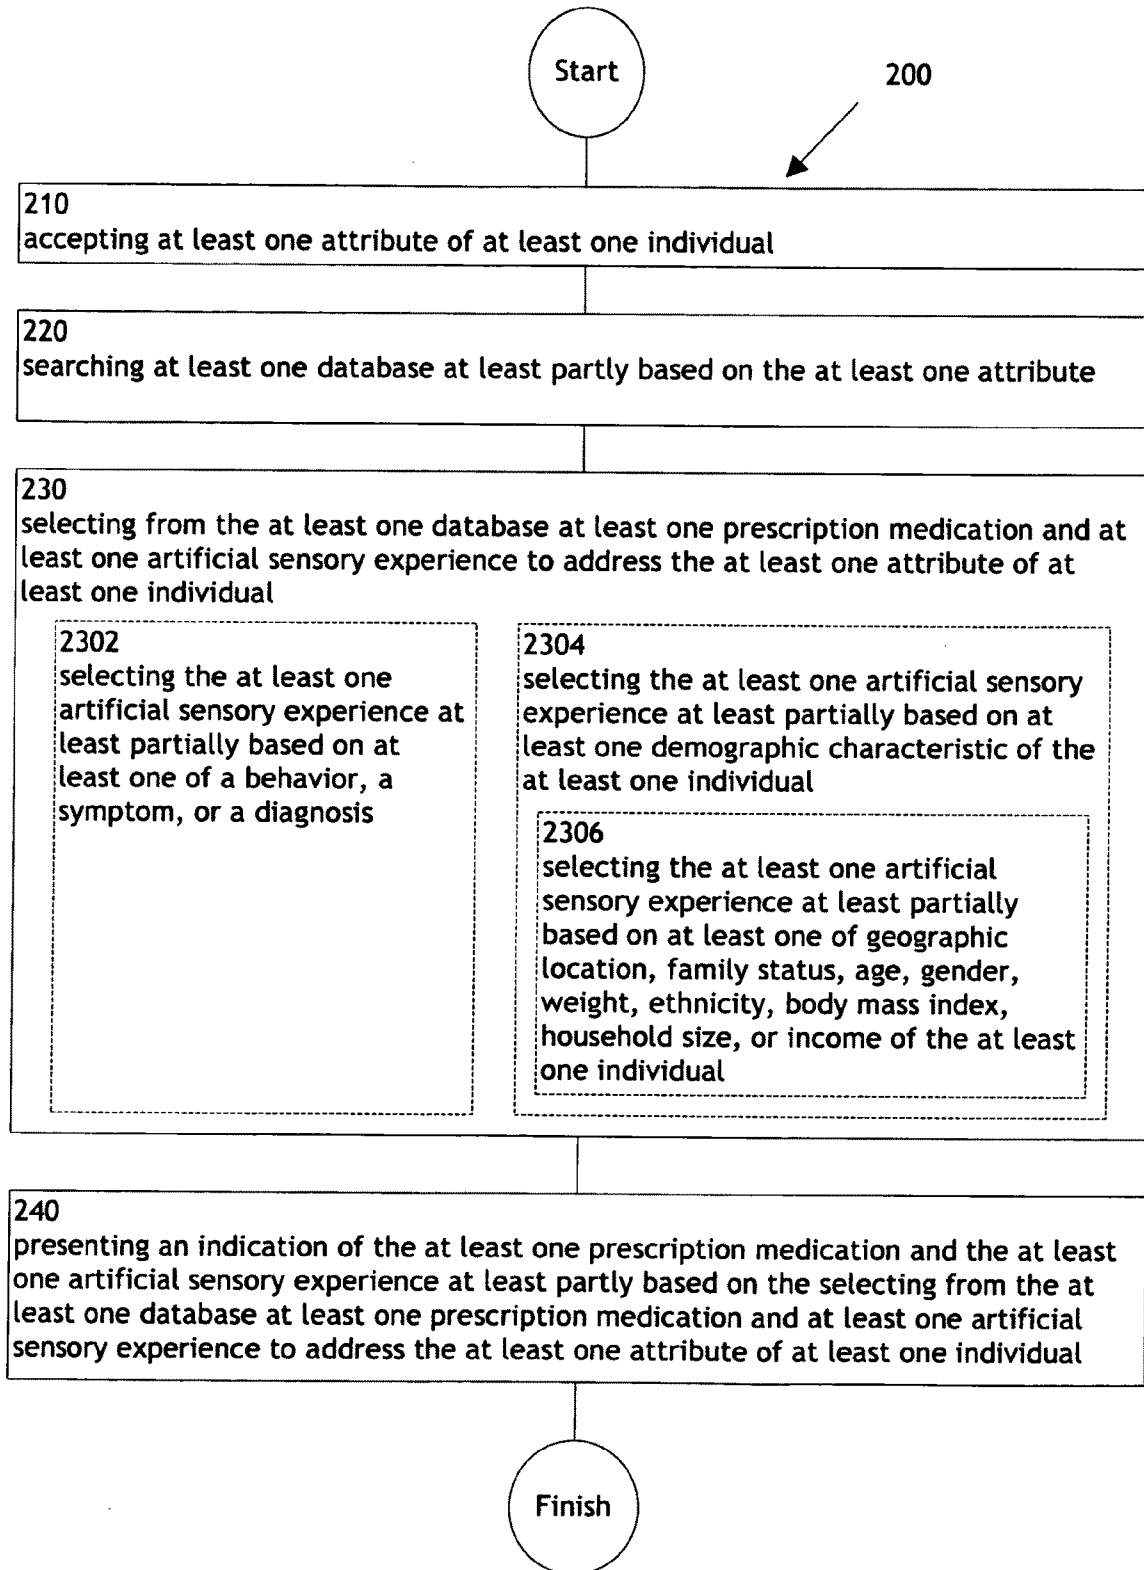 Start
200
210
accepting at least one attribute of at least one individual
220
searching at least one database at least partly based on the at least one attribute
230
selecting from the at least one database at least one prescription medication and at
least one artificial sensory experience to address the at least one attribute of at
least one individual
2302
selecting the at least one
artificial sensory experience at
least partially based on at
least one of a behavior, a
symptom, or a diagnosis
2304
selecting the at least one artificial sensory
experience at least partially based on at
least one demographic characteristic of the
at least one individual
2306
selecting the at least one artificial
sensory experience at least partially
based on at least one of geographic
location, family status, age, gender,
weight, ethnicity, body mass index,
household size, or income of the at least
one individual
240
presenting an indication of the at least one prescription medication and the at least
one artificial sensory experience at least partly based on the selecting from the at
least one database at least one prescription medication and at least one artificial
sensory experience to address the at least one attribute of at least one individual
Finish